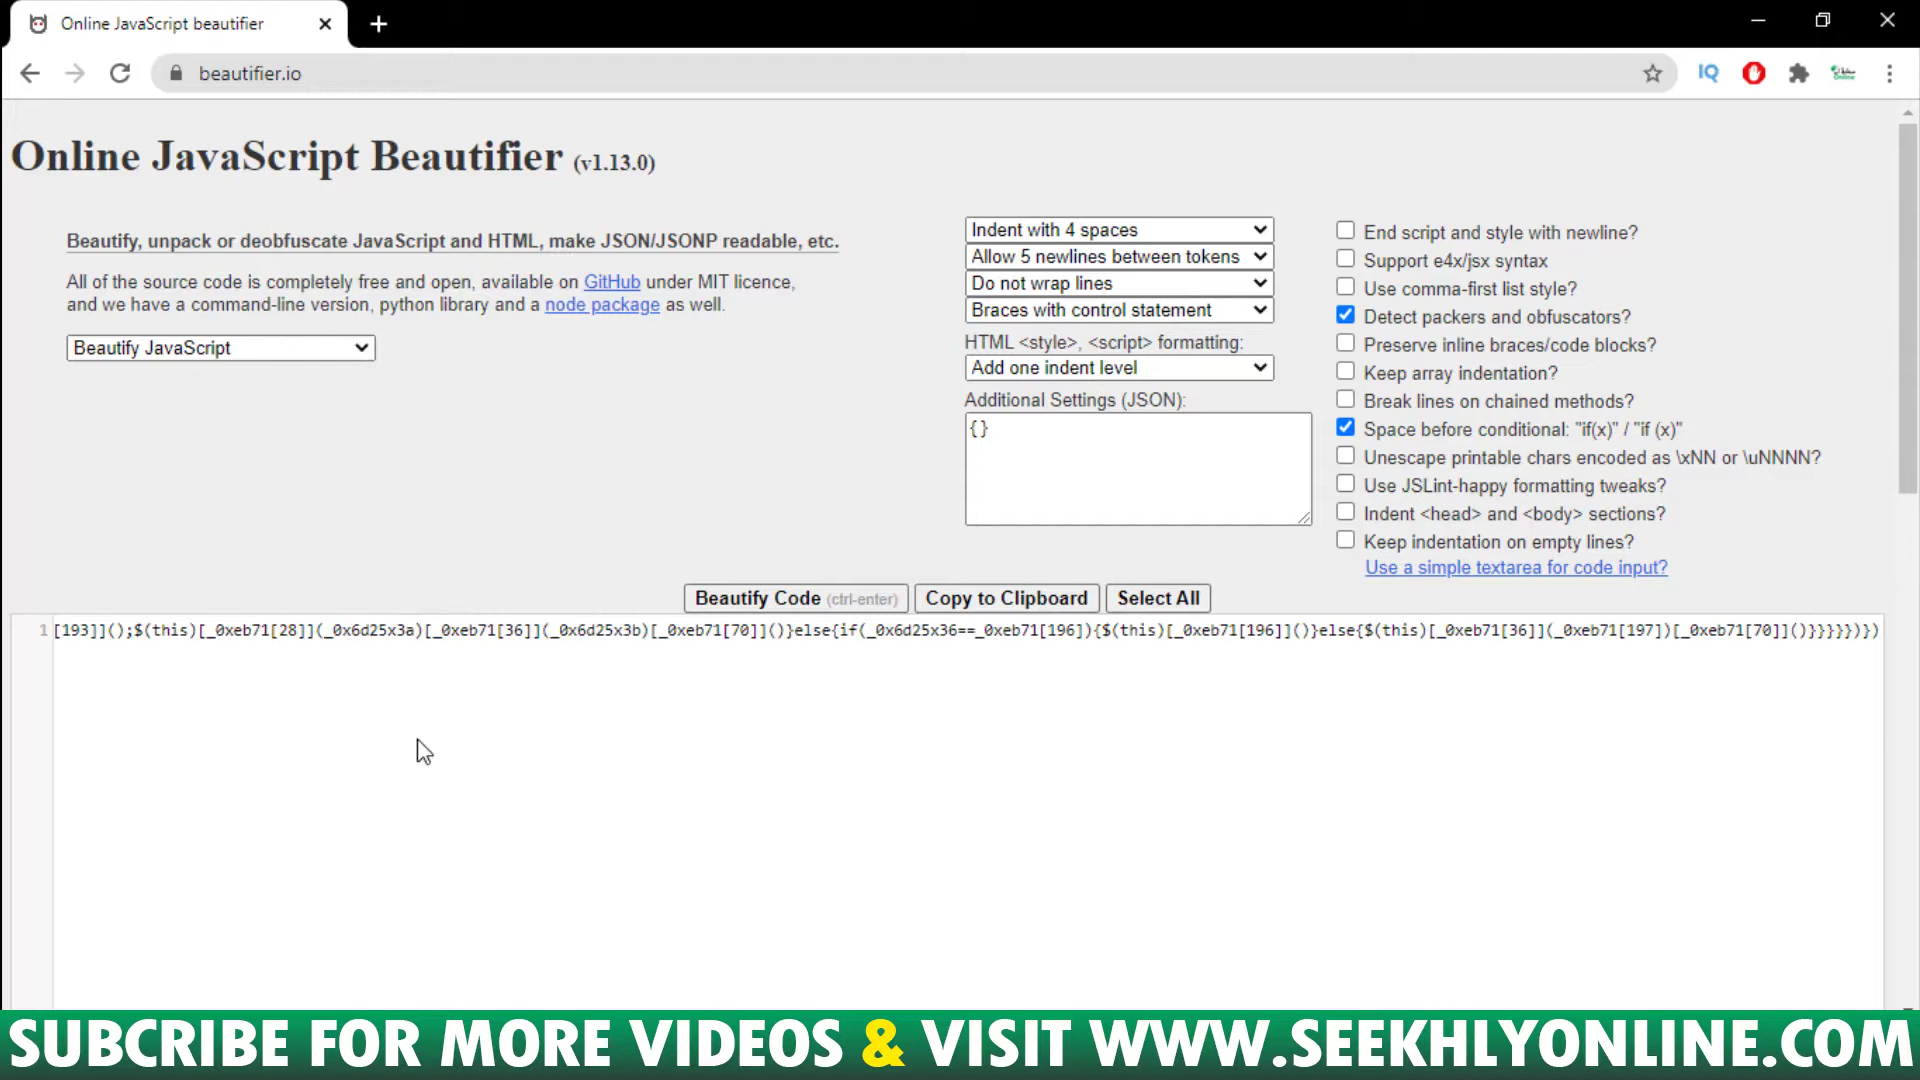 Online JavaScript beautifier
beautifier.io
IQ
Online JavaScript Beautifier (v1.13.0)
Beautify, unpack or deobfuscate JavaScript and HTML, make JSON/JSONP readable, etc.
All of the source code is completely free and open, available on GitHub under MIT licence,
and we have a command-line version, python library and a node package as well.
Beautify JavaScript
Indent with 4 spaces
Allow 5 newlines between tokens
Do not wrap lines
Braces with control statement
HTML <style>, <script> formatting:
Add one indent level
Additional Settings (JSON):
{}
End script and style with newline?
Support e4x/jsx syntax
Use comma-first list style?
Detect packers and obfuscators?
Preserve inline braces/code blocks?
Keep array indentation?
Break lines on chained methods?
Space before conditional: "if(x)" / "if (x)"
Unescape printable chars encoded as \xNN or \uNNNN?
Use JSLint-happy formatting tweaks?
Indent <head> and <body> sections?
Keep indentation on empty lines?
Use a simple textarea for code input?
Beautify Code (ctrl-enter) Copy to Clipboard Select All
1 [193]]();$(this)[_0xeb71[28]](_0x6d25x3a)[_0xeb71[36]](_0x6d25x3b)[_0xeb71[70]]()}else{if(_0x6d25x36==_0xeb71[196]){$(this)[_0xeb71[196]]()}else{$(this)[_0xeb71[36]](_0xeb71[197])[_0xeb71[70]]()}}}}})})
SUBCRIBE FOR MORE VIDEOS & VISIT WWW.SEEKHLYONLINE.COM